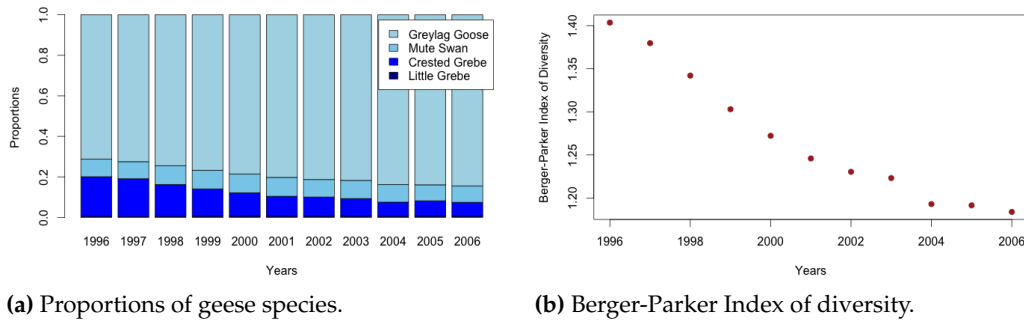 Proportions
1.0
0.8
0.6
0.4
0.2
0.0
Greylag Goose
Mute Swan
Crested Grebe
Little Grebe
1996 1997 1998 1999 2000 2001 2002 2003 2004 2005 2006
Years
(a) Proportions of geese species.
Berger-Parker Index of Diversity
1.40
1.35
1.30
1.25
1.20
1996 1998 2000 2002 2004 2006
Years
(b) Berger-Parker Index of diversity.